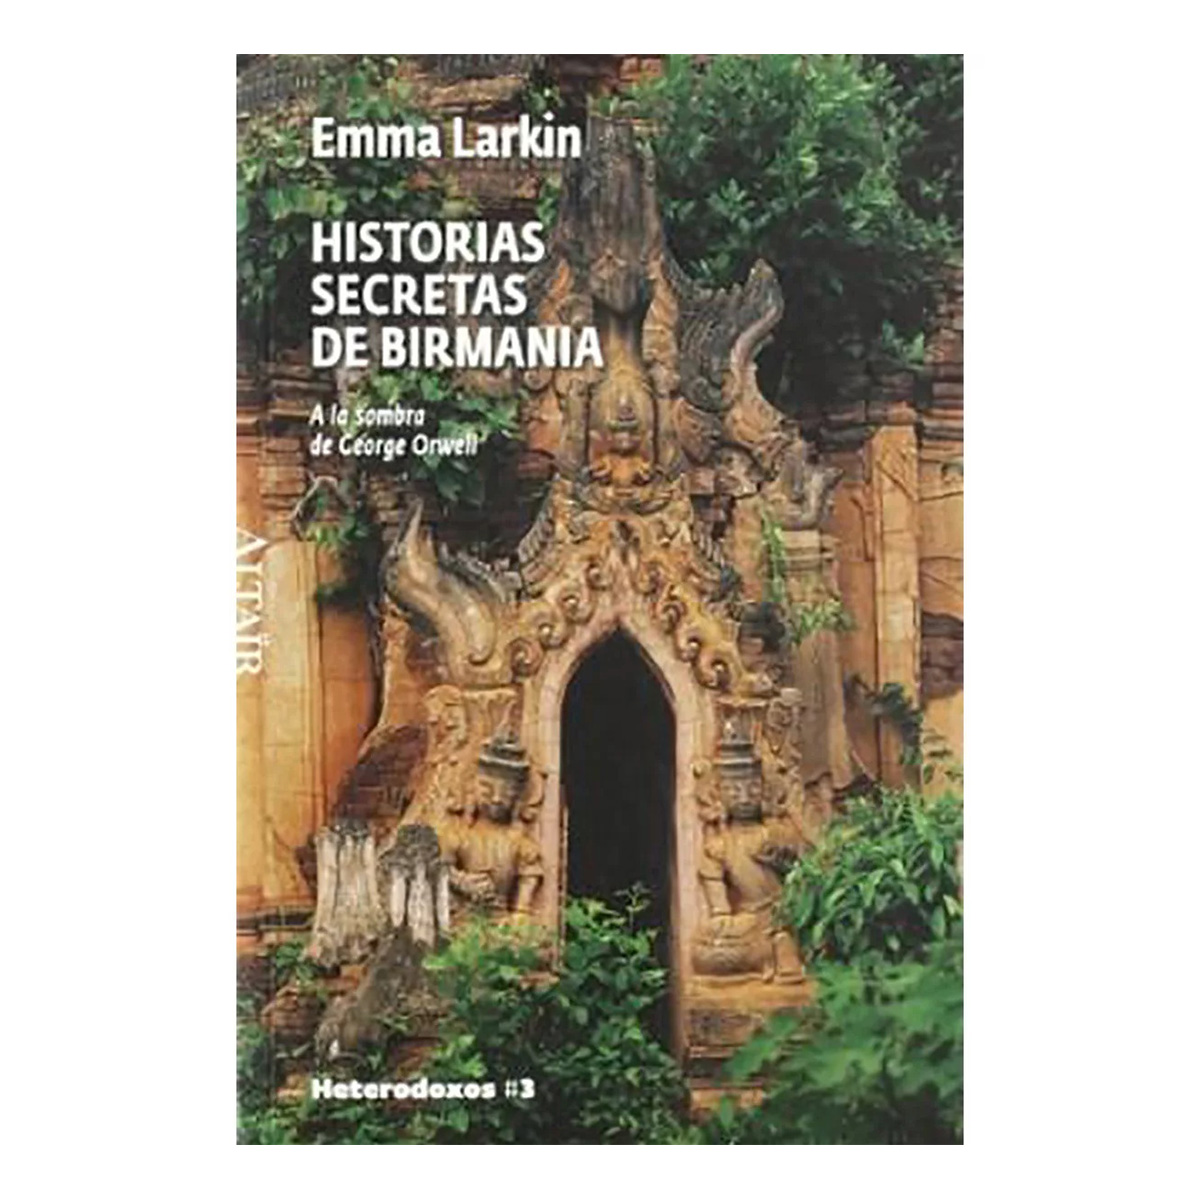 Emma Larkin
HISTORIAS
SECRETAS
DE BIRMANIA
A la sombra
de George Orwell
ALTAÏR
Heterodoxos #3